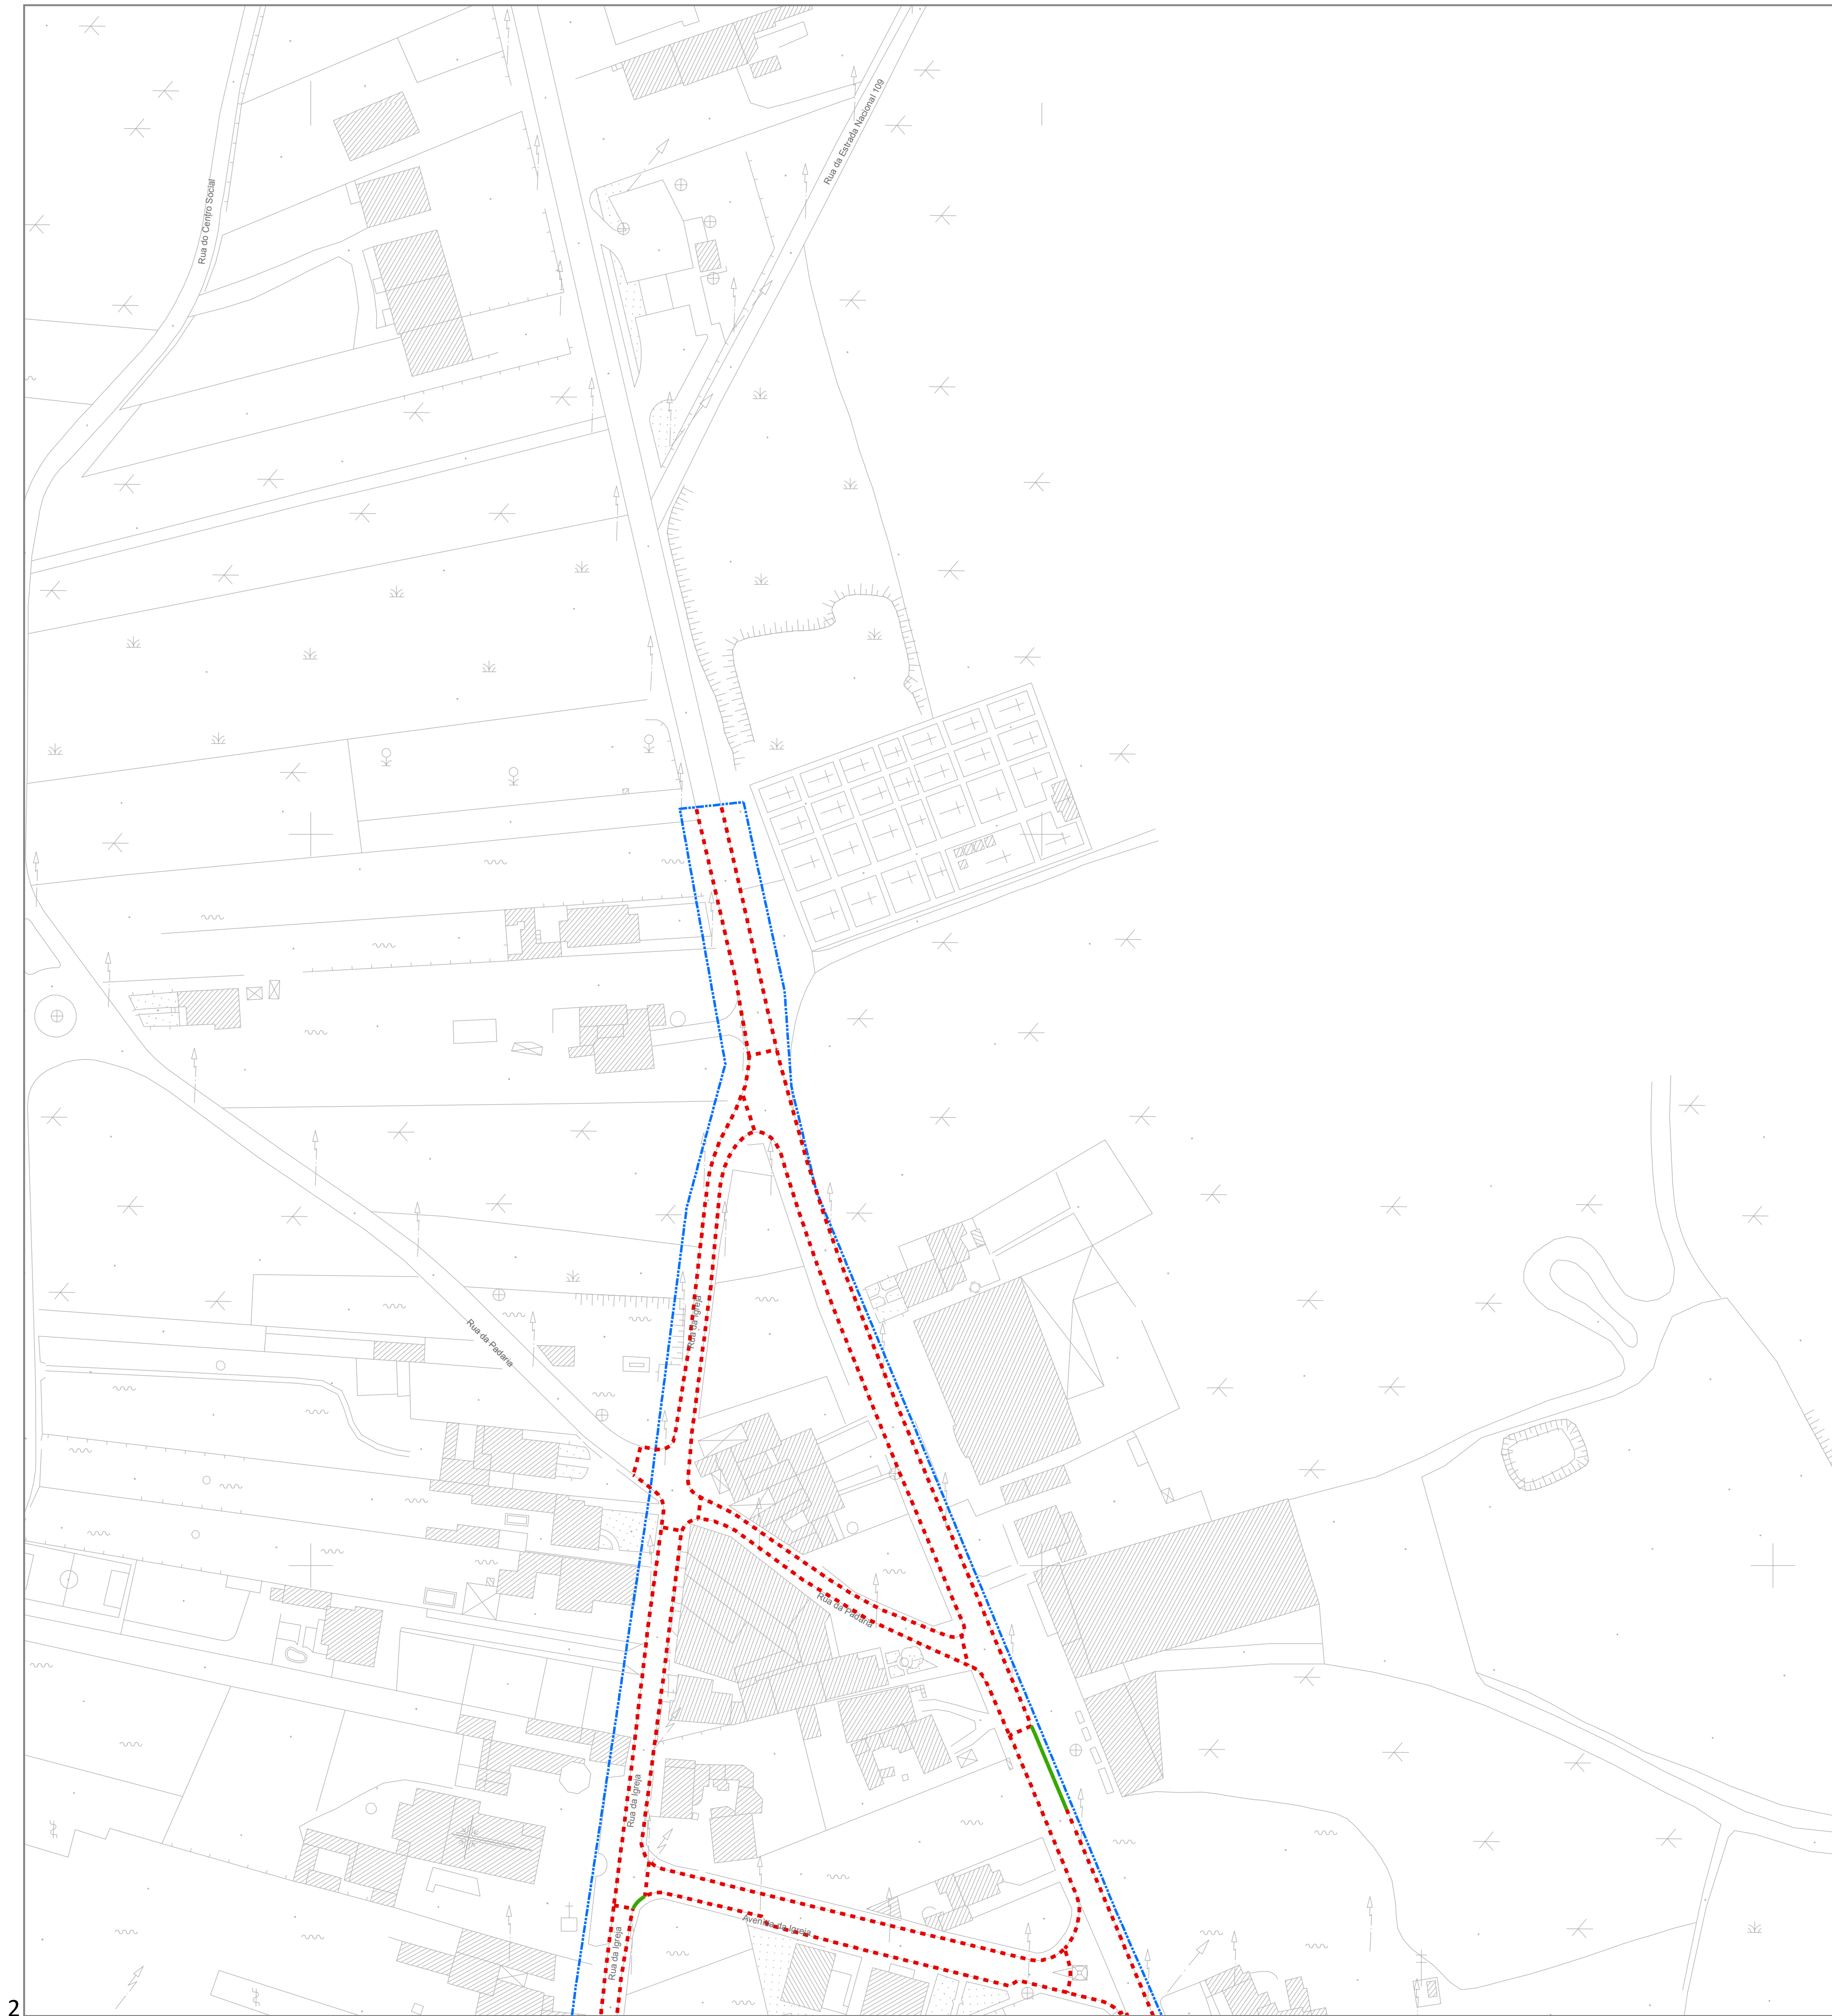 Rua da Estrada Nacional 109
Rua do Centro Social
Rua da Igreja
Rua da Padaria
Rua da Padaria
Rua da Igreja
Avenida da Igreja
Rua da Igreja
2